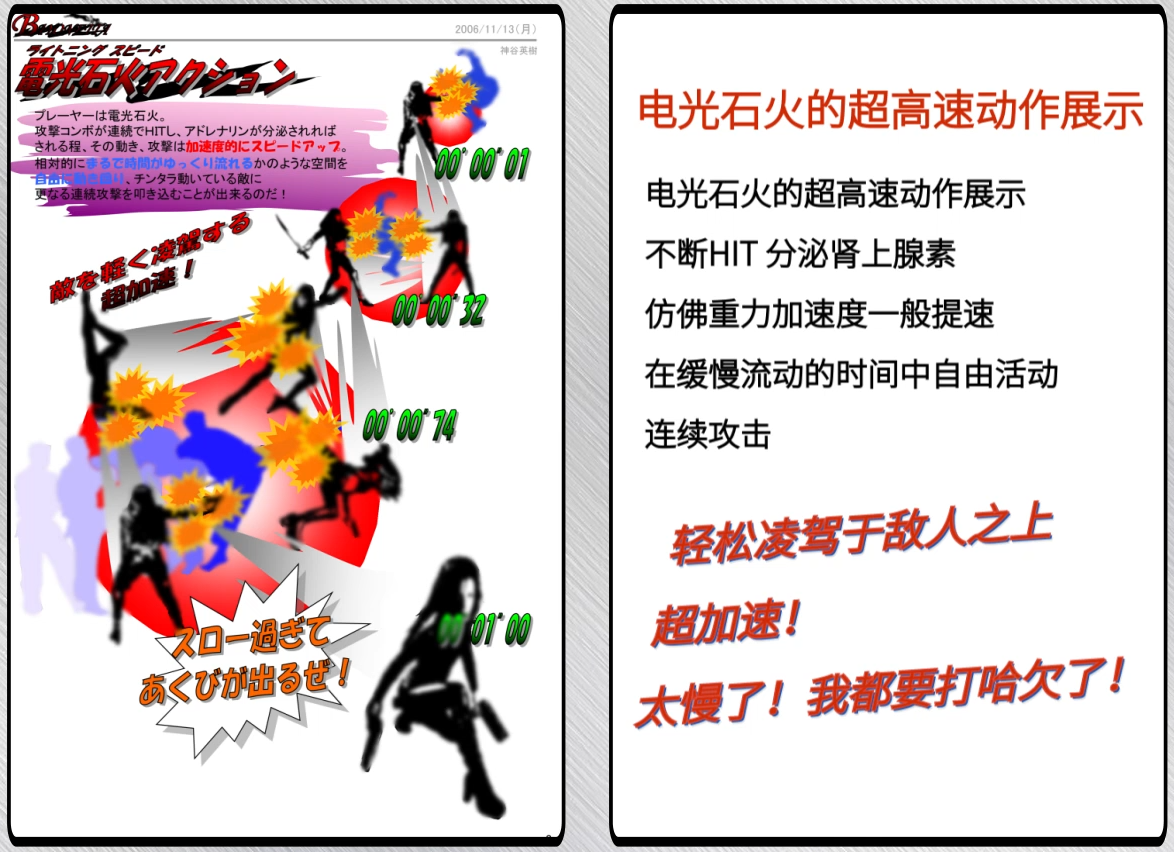 BAYONETTA
2006/11/13(月)
神谷英樹
ライトニング スピード
電光石火アクション
プレーヤーは電光石火。
攻撃コンボが連続でHITし、アドレナリンが分泌されれば
される程、その動き、攻撃は加速度的にスピードアップ。
相対的にまるで時間がゆっくり流れるかのような空間を
自由に動き回り、チンタラ動いている敵に
更なる連続攻撃を叩き込むことが出来るのだ！
00'00"01
00'00"32
敵を軽く凌駕する
超加速！
00'00"74
00'01"00
スロー過ぎて
あくびが出るぜ！
电光石火的超高速动作展示
电光石火的超高速动作展示
不断HIT 分泌肾上腺素
仿佛重力加速度一般提速
在缓慢流动的时间中自由活动
连续攻击
轻松凌驾于敌人之上
超加速！
太慢了！我都要打哈欠了！